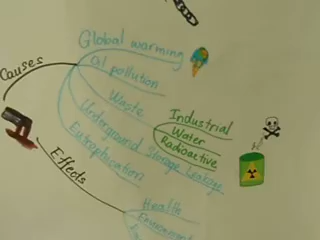 Causes
Global warming
Oil pollution
Waste
Industrial
Water
Radioactive
Underground Storage Leakage
Eutrophication
Effects
Health